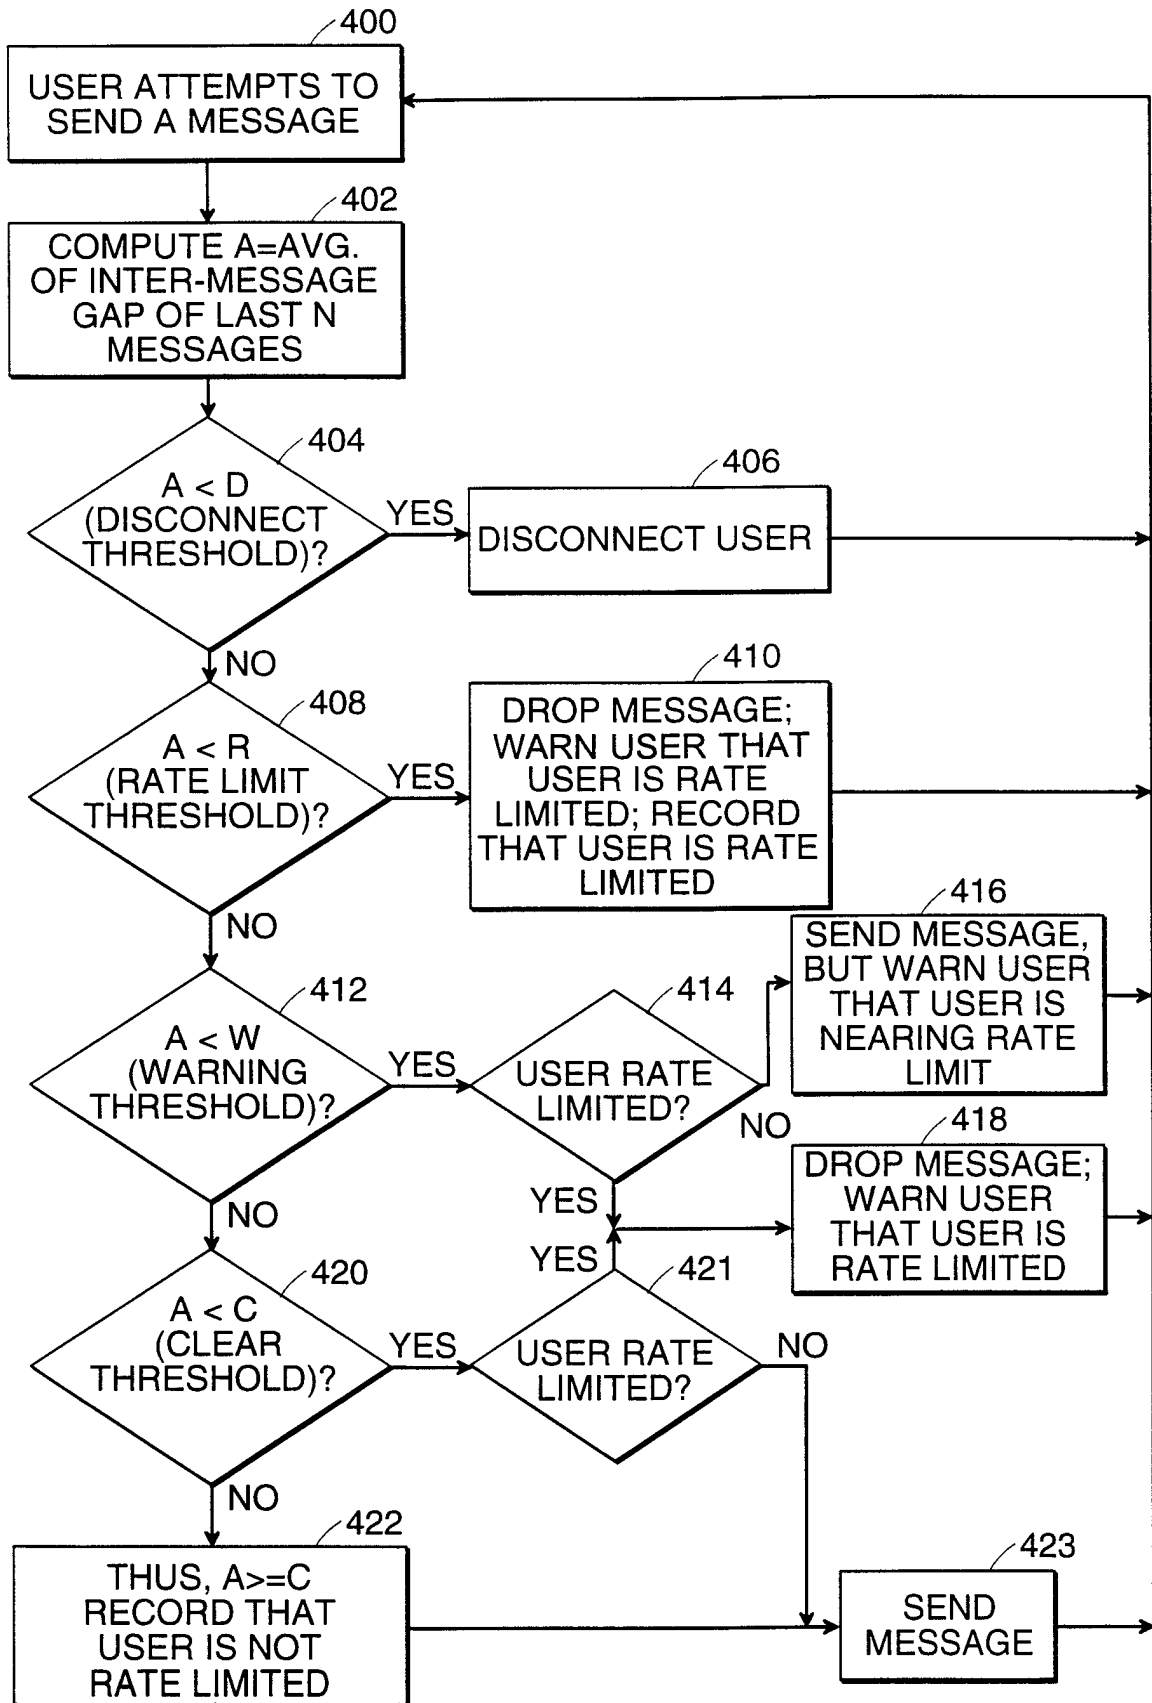 400
USER ATTEMPTS TO
SEND A MESSAGE
402
COMPUTE A=AVG.
OF INTER-MESSAGE
GAP OF LAST N
MESSAGES
404
A < D
(DISCONNECT
THRESHOLD)?
YES
406
DISCONNECT USER
NO
408
A < R
(RATE LIMIT
THRESHOLD)?
YES
410
DROP MESSAGE;
WARN USER THAT
USER IS RATE
LIMITED; RECORD
THAT USER IS RATE
LIMITED
NO
412
A < W
(WARNING
THRESHOLD)?
YES
414
USER RATE
LIMITED?
NO
416
SEND MESSAGE,
BUT WARN USER
THAT USER IS
NEARING RATE
LIMIT
YES
418
DROP MESSAGE;
WARN USER
THAT USER IS
RATE LIMITED
NO
420
A < C
(CLEAR
THRESHOLD)?
YES
YES
421
USER RATE
LIMITED?
NO
NO
422
THUS, A>=C
RECORD THAT
USER IS NOT
RATE LIMITED
423
SEND
MESSAGE